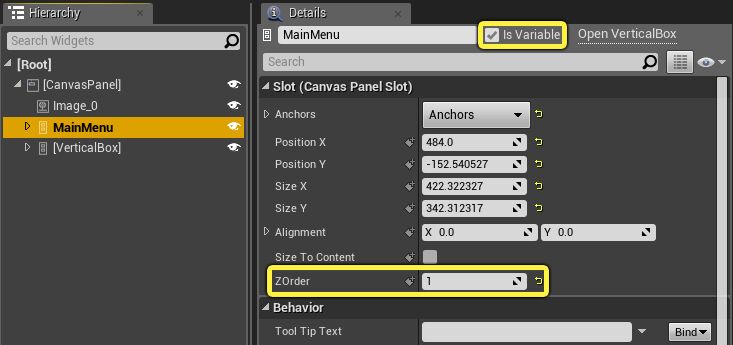 Hierarchy
Search Widgets
[Root]
[CanvasPanel]
Image_0
MainMenu
[VerticalBox]
Details
MainMenu
Is Variable
Open VerticalBox
Search
Slot (Canvas Panel Slot)
Anchors
Anchors
Position X
484.0
Position Y
-152.540527
Size X
422.322327
Size Y
342.312317
Alignment
X 0.0
Y 0.0
Size To Content
ZOrder
1
Behavior
Tool Tip Text
Bind